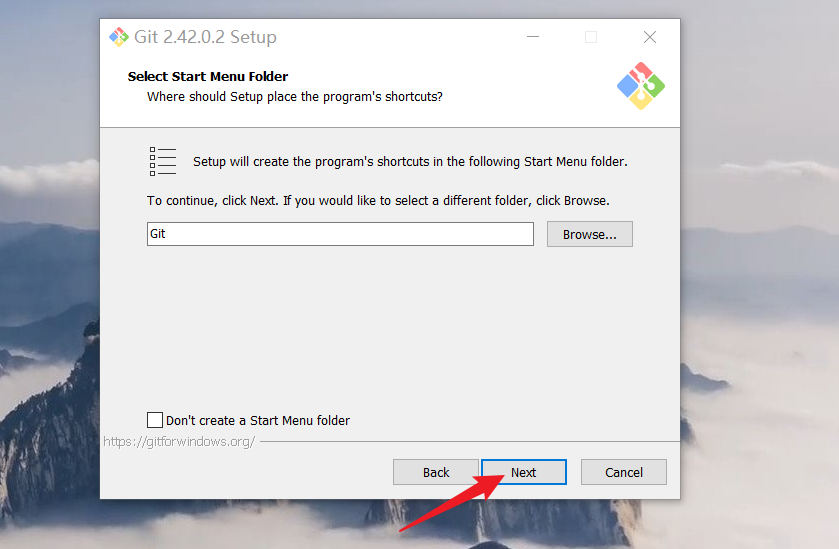 Git 2.42.0.2 Setup
Select Start Menu Folder
Where should Setup place the program's shortcuts?
Setup will create the program's shortcuts in the following Start Menu folder.
To continue, click Next. If you would like to select a different folder, click Browse.
Git
Browse...
Don't create a Start Menu folder
https://gitforwindows.org/
Back
Next
Cancel